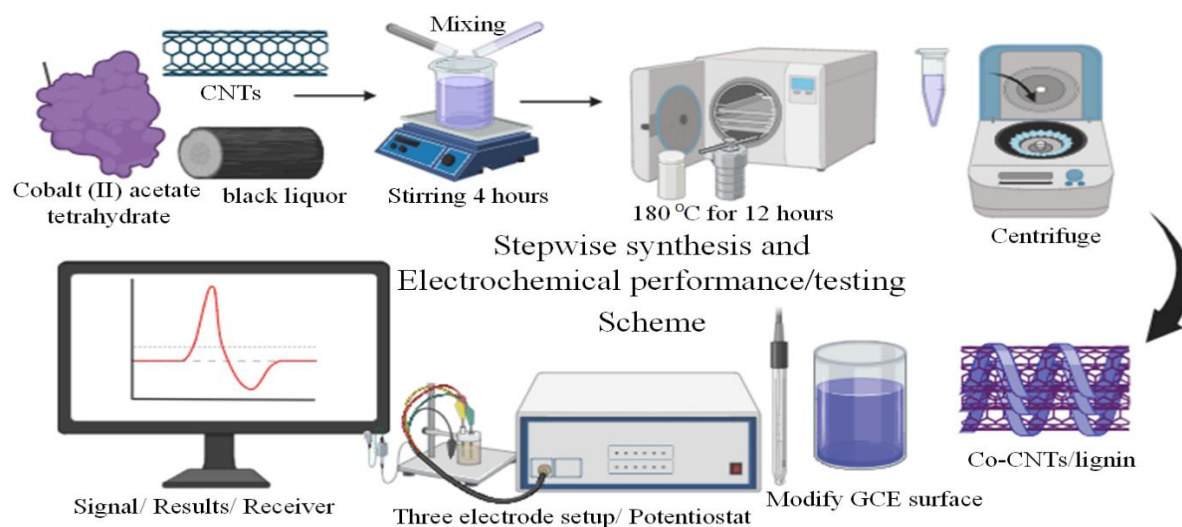 Mixing
CNTs
Cobalt (II) acetate
tetrahydrate
black liquor
Stirring 4 hours
180 °C for 12 hours
Centrifuge
Stepwise synthesis and
Electrochemical performance/testing
Scheme
Co-CNTs/lignin
Modify GCE surface
Three electrode setup/ Potentiostat
Signal/ Results/ Receiver